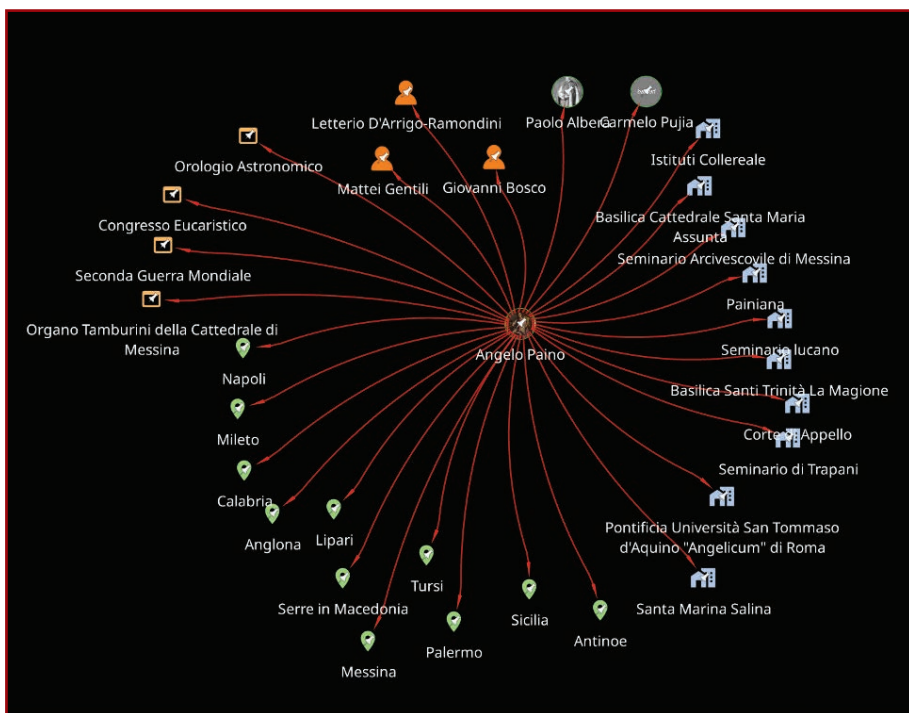 Letterio D'Arrigo-Ramondini
Paolo Albera
Carmelo Pujia
Istituti Collereale
Orologio Astronomico
Mattei Gentili
Giovanni Bosco
Basilica Cattedrale Santa Maria
Assunta
Congresso Eucaristico
Seminario Arcivescovile di Messina
Seconda Guerra Mondiale
Painiana
Organo Tamburini della Cattedrale di
Messina
Angelo Paino
Seminario lucano
Napoli
Basilica Santi Trinità La Magione
Mileto
Corte di Appello
Seminario di Trapani
Calabria
Anglona
Lipari
Pontificia Università San Tommaso
d'Aquino "Angelicum" di Roma
Tursi
Serre in Macedonia
Sicilia
Santa Marina Salina
Antinoe
Palermo
Messina